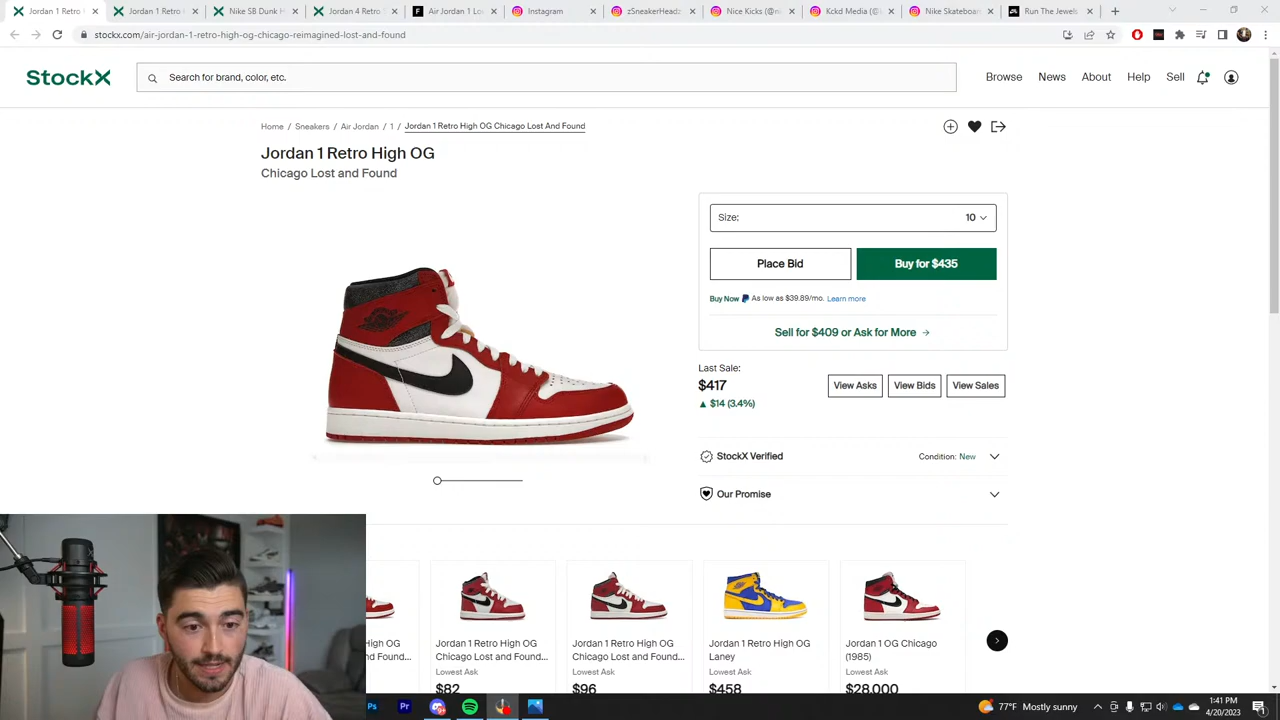 Jordan 1 Retro H
Jordan 1 Retro H
Nike SB Dunk H
Jordan 4 Retro
Air Jordan 1 Lo
Instagram
zSneakerHeadz
Nice Kicks (@n
Kckd Media (@
Nike Skateboar
Run The Jewels
stockx.com/air-jordan-1-retro-high-og-chicago-reimagined-lost-and-found
StockX
Search for brand, color, etc.
Browse News About Help Sell
Home / Sneakers / Air Jordan / 1 / Jordan 1 Retro High OG Chicago Lost And Found
Jordan 1 Retro High OG
Chicago Lost and Found
Size: 10
Place Bid Buy for $435
Buy Now As low as $39.89/mo. Learn more
Sell for $409 or Ask for More →
Last Sale:
$417
▲ $14 (3.4%)
View Asks View Bids View Sales
StockX Verified Condition: New
Our Promise
High OG
nd Found...
Jordan 1 Retro High OG
Chicago Lost and Found...
Lowest Ask
$82
Jordan 1 Retro High OG
Chicago Lost and Found...
Lowest Ask
$96
Jordan 1 Retro High OG
Laney
Lowest Ask
$458
Jordan 1 OG Chicago
(1985)
Lowest Ask
$28,000
Ps Pr
77°F Mostly sunny
1:41 PM
4/20/2023